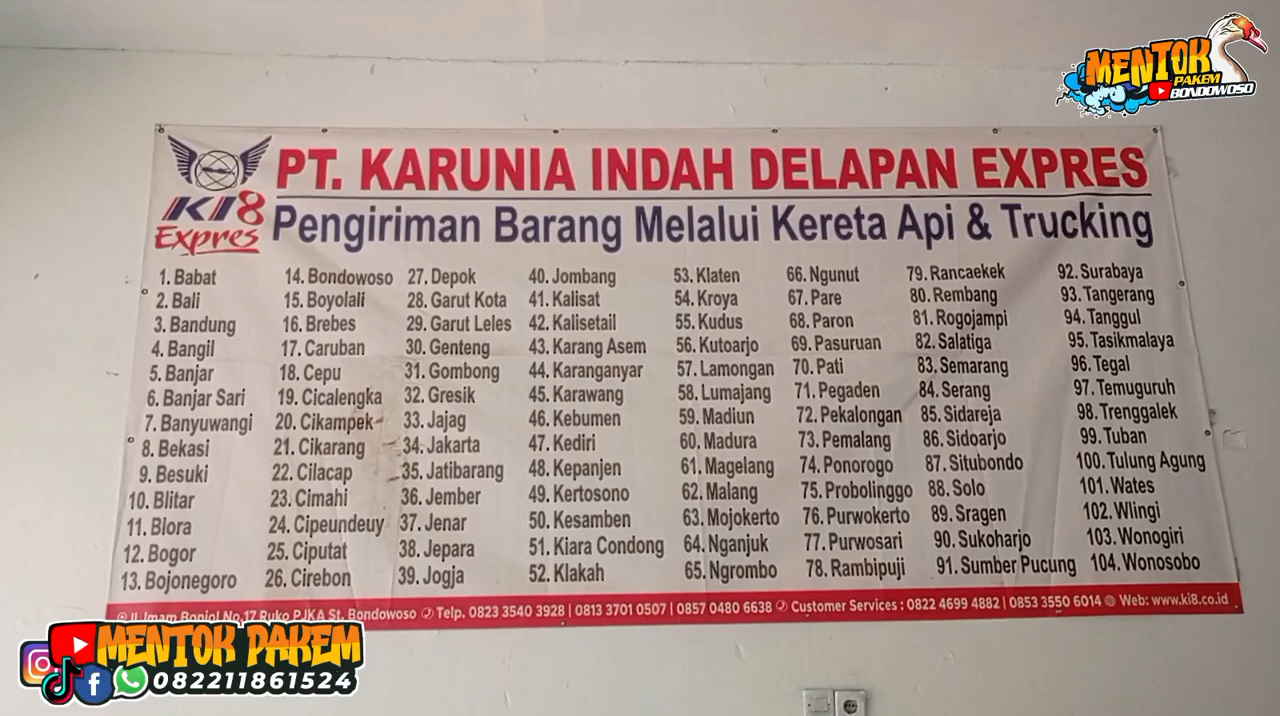 MENTOK
PAKEM
BONDOWOSO
KI8
Expres
PT. KARUNIA INDAH DELAPAN EXPRES
Pengiriman Barang Melalui Kereta Api & Trucking
1. Babat
2. Bali
3. Bandung
4. Bangil
5. Banjar
6. Banjar Sari
7. Banyuwangi
8. Bekasi
9. Besuki
10. Blitar
11. Blora
12. Bogor
13. Bojonegoro
14. Bondowoso
15. Boyolali
16. Brebes
17. Caruban
18. Cepu
19. Cicalengka
20. Cikampek
21. Cikarang
22. Cilacap
23. Cimahi
24. Cipeundeuy
25. Ciputat
26. Cirebon
27. Depok
28. Garut Kota
29. Garut Leles
30. Genteng
31. Gombong
32. Gresik
33. Jajag
34. Jakarta
35. Jatibarang
36. Jember
37. Jenar
38. Jepara
39. Jogja
40. Jombang
41. Kalisat
42. Kalisetail
43. Karang Asem
44. Karanganyar
45. Karawang
46. Kebumen
47. Kediri
48. Kepanjen
49. Kertosono
50. Kesamben
51. Kiara Condong
52. Klakah
53. Klaten
54. Kroya
55. Kudus
56. Kutoarjo
57. Lamongan
58. Lumajang
59. Madiun
60. Madura
61. Magelang
62. Malang
63. Mojokerto
64. Nganjuk
65. Ngrombo
66. Ngunut
67. Pare
68. Paron
69. Pasuruan
70. Pati
71. Pegaden
72. Pekalongan
73. Pemalang
74. Ponorogo
75. Probolinggo
76. Purwokerto
77. Purwosari
78. Rambipuji
79. Rancaekek
80. Rembang
81. Rogojampi
82. Salatiga
83. Semarang
84. Serang
85. Sidareja
86. Sidoarjo
87. Situbondo
88. Solo
89. Sragen
90. Sukoharjo
91. Sumber Pucung
92. Surabaya
93. Tangerang
94. Tanggul
95. Tasikmalaya
96. Tegal
97. Temuguruh
98. Trenggalek
99. Tuban
100. Tulung Agung
101. Wates
102. Wlingi
103. Wonogiri
104. Wonosobo
Jl. Imam Bonjol No.17 Ruko PJKA St. Bondowoso Telp. 0823 3540 3928 | 0813 3701 0507 | 0857 0480 6638 Customer Services : 0822 4699 4882 | 0853 3550 6014 Web: www.ki8.co.id
MENTOK PAKEM
082211861524